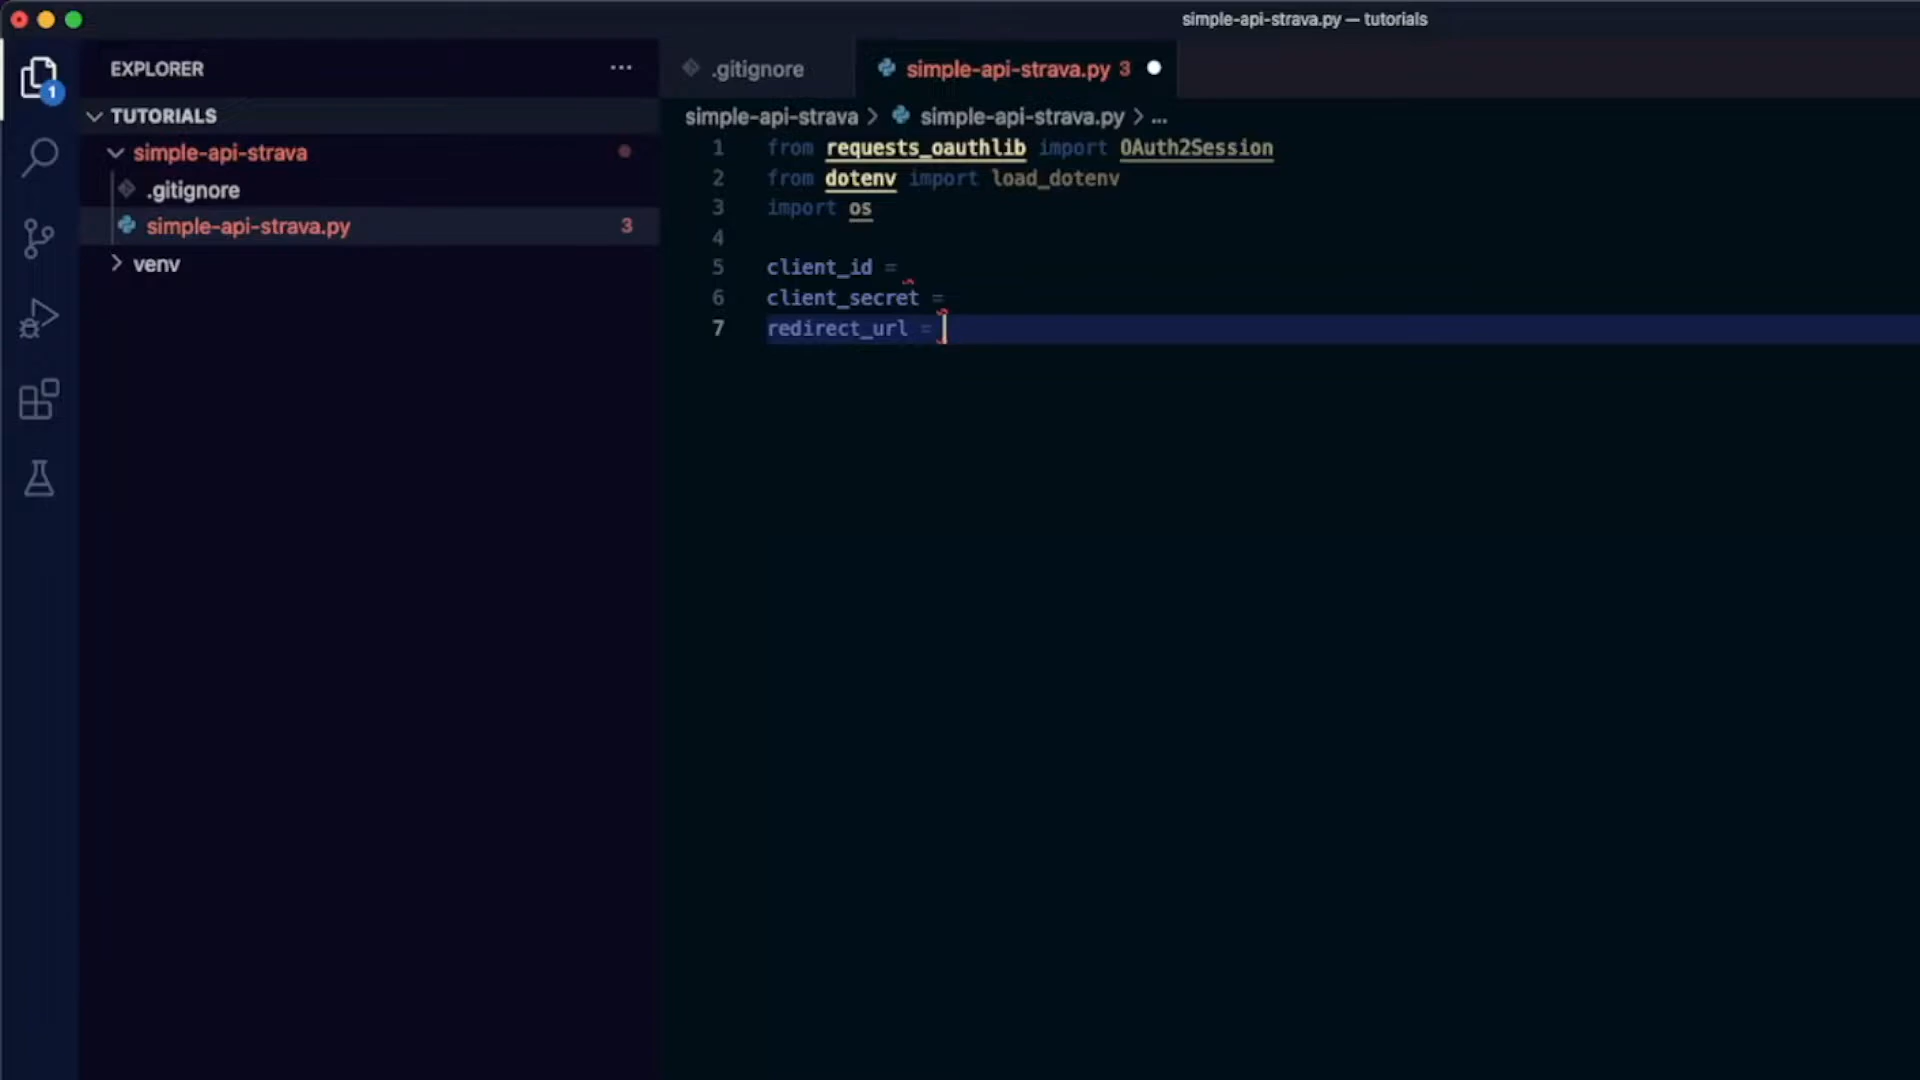 simple-api-strava.py — tutorials
EXPLORER
TUTORIALS
simple-api-strava
.gitignore
simple-api-strava.py 3
venv
1
.gitignore
simple-api-strava.py 3
simple-api-strava > simple-api-strava.py > ...
1 from requests_oauthlib import OAuth2Session
2 from dotenv import load_dotenv
3 import os
4
5 client_id =
6 client_secret =
7 redirect_url =